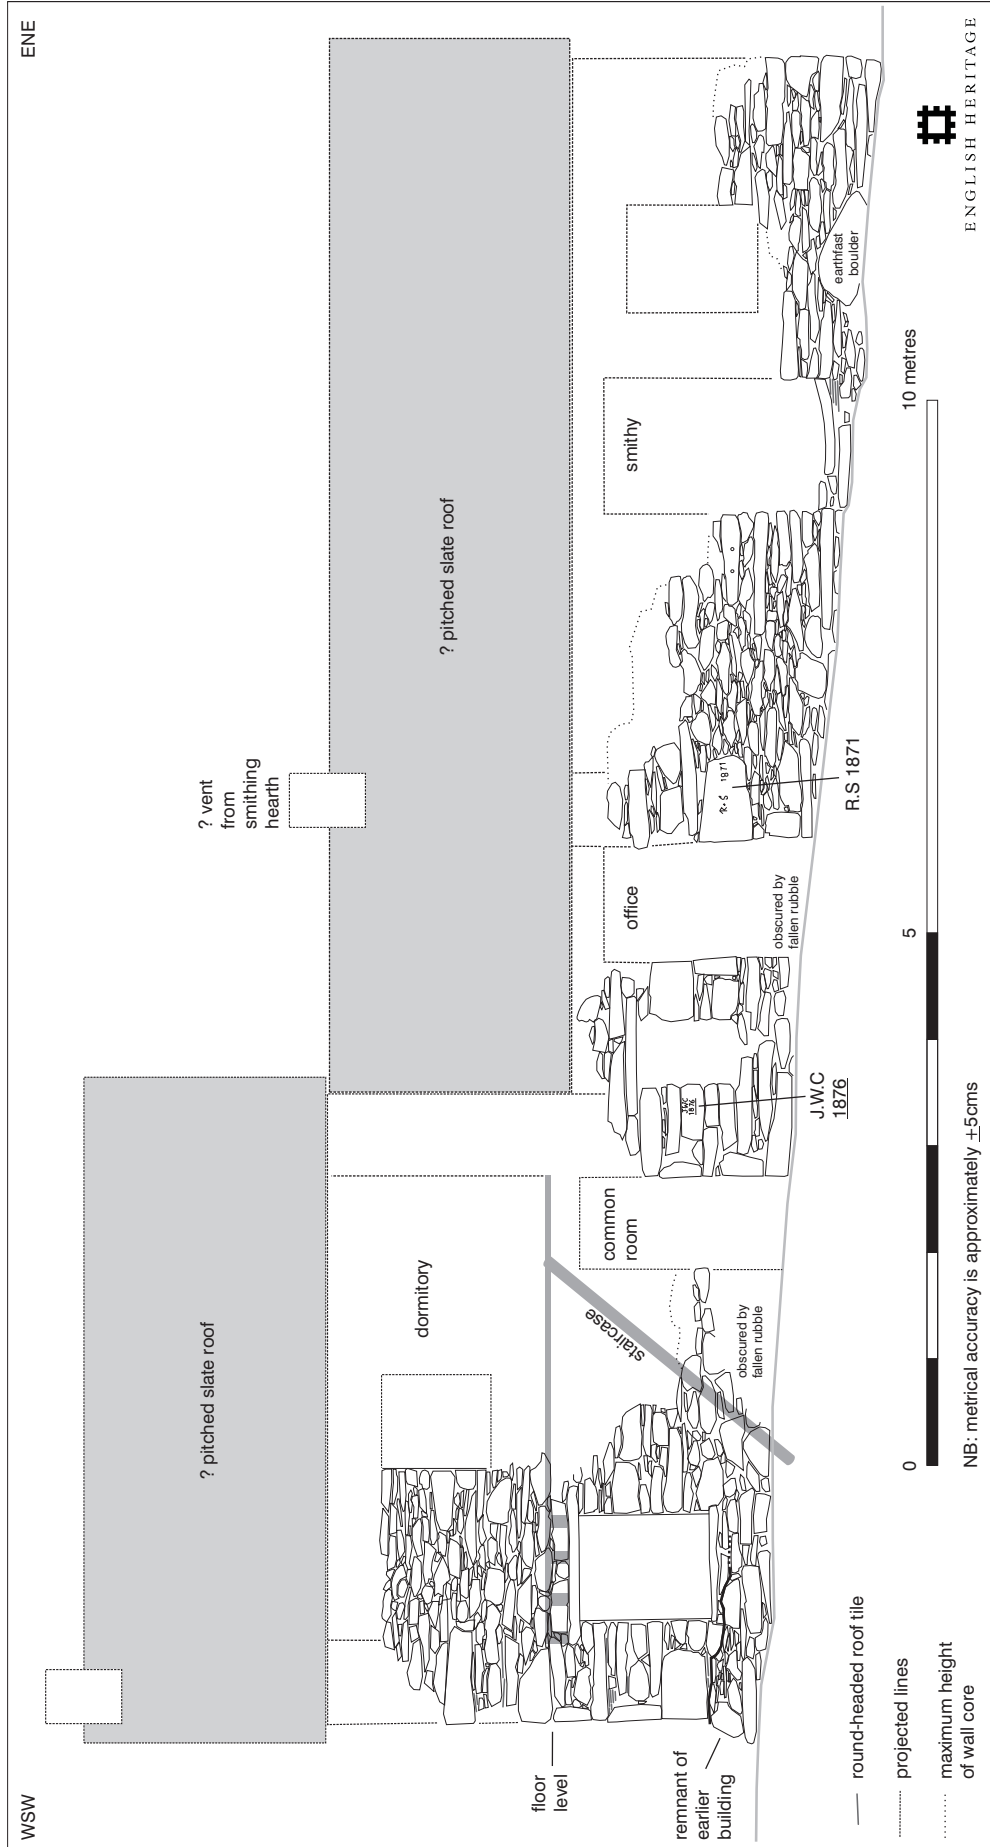 WSW
ENE
? pitched slate roof
? vent
from
smithing
hearth
? pitched slate roof
dormitory
floor
level
staircase
common
room
office
smithy
remnant of
earlier
building
obscured by
fallen rubble
J.W.C
1876
J.W.C
1876
obscured by
fallen rubble
R.S 1871
R.S 1871
earthfast
boulder
round-headed roof tile
projected lines
maximum height
of wall core
0
5
10 metres
NB: metrical accuracy is approximately ±5cms
ENGLISH HERITAGE